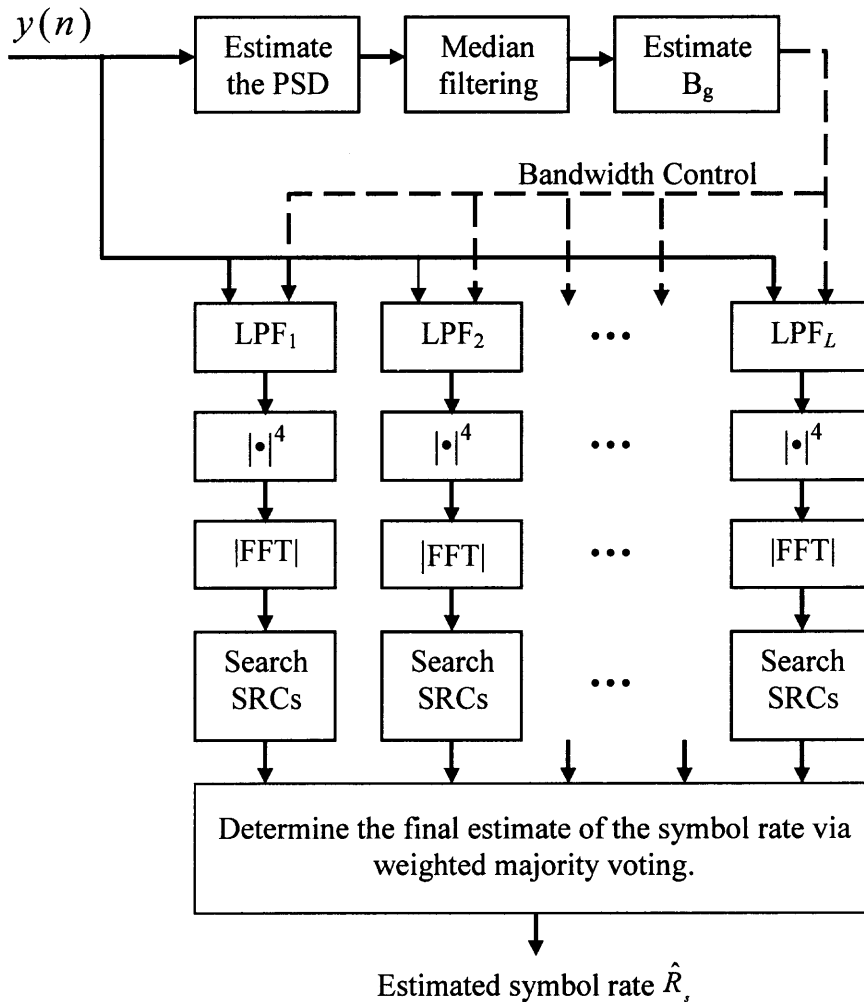 y(n)
Estimate the PSD
Median filtering
Estimate B_g
Bandwidth Control
LPF_1
LPF_2
•••
LPF_L
|•|^4
|•|^4
•••
|•|^4
|FFT|
|FFT|
•••
|FFT|
Search SRCs
Search SRCs
•••
Search SRCs
Determine the final estimate of the symbol rate via
weighted majority voting.
Estimated symbol rate R̂_s